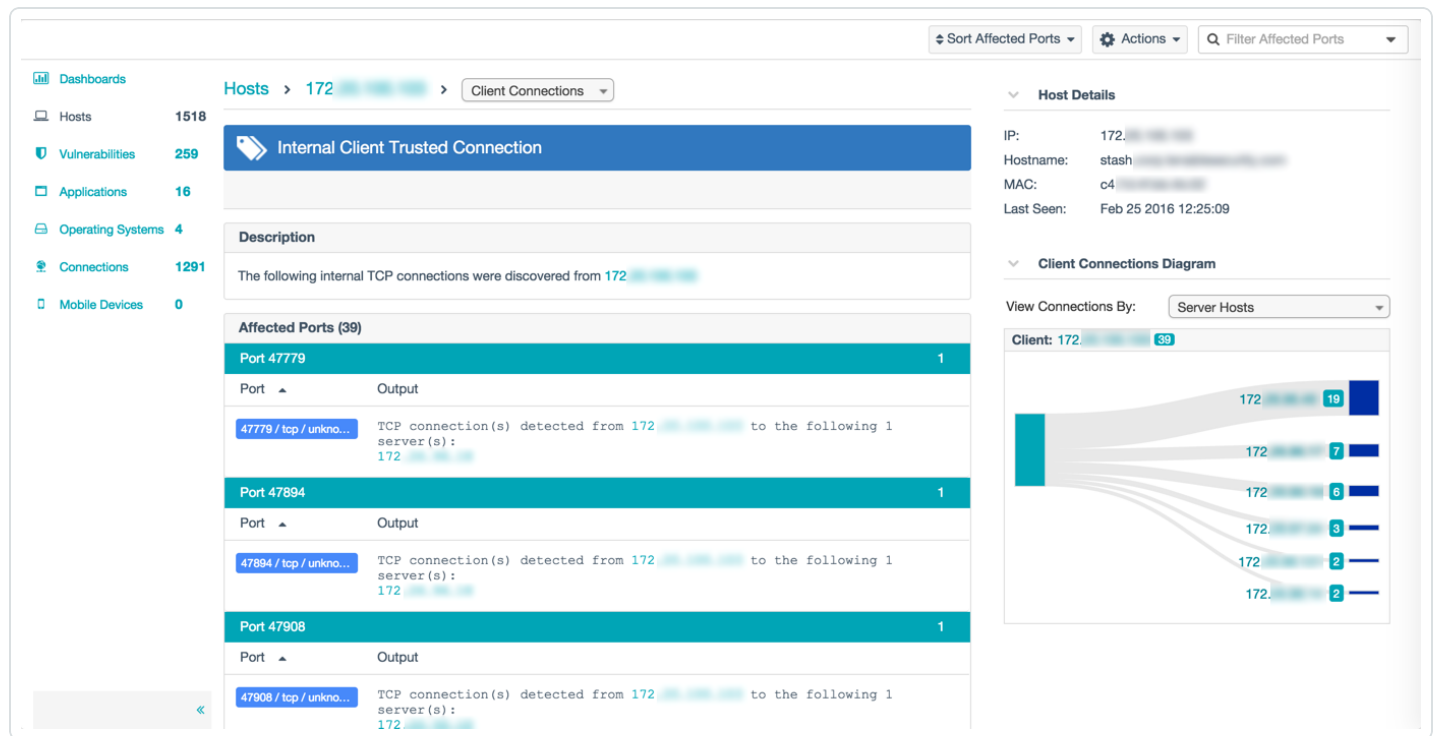 Sort Affected Ports
Actions
Filter Affected Ports
Dashboards
Hosts 1518
Vulnerabilities 259
Applications 16
Operating Systems 4
Connections 1291
Mobile Devices 0
«
Hosts > 172 > Client Connections
Internal Client Trusted Connection
Description
The following internal TCP connections were discovered from 172
Affected Ports (39)
Port 47779 1
Port Output
47779 / tcp / unkno... TCP connection(s) detected from 172 to the following 1
server(s):
172
Port 47894 1
Port Output
47894 / tcp / unkno... TCP connection(s) detected from 172 to the following 1
server(s):
172
Port 47908 1
Port Output
47908 / tcp / unkno... TCP connection(s) detected from 172 to the following 1
server(s):
172
Host Details
IP: 172.
Hostname: stash
MAC: c4
Last Seen: Feb 25 2016 12:25:09
Client Connections Diagram
View Connections By: Server Hosts
Client: 172. 39
172 19
172 7
172 6
172. 3
172 2
172. 2